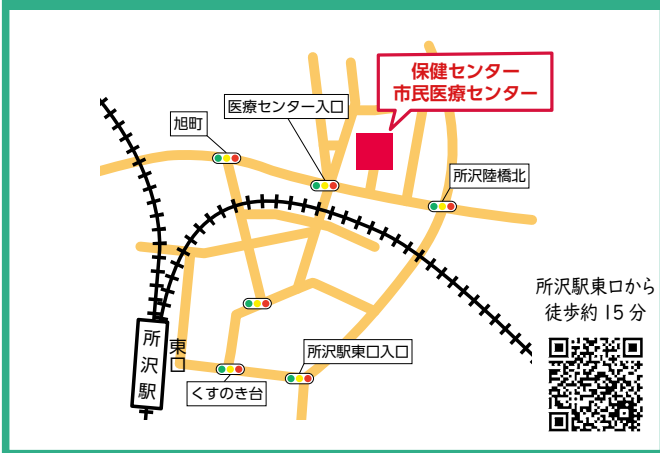 保健センター
市民医療センター
医療センター入口
旭町
所沢陸橋北
所沢駅東口から
徒歩約15分
所沢駅
東口
所沢駅東口入口
くすのき台